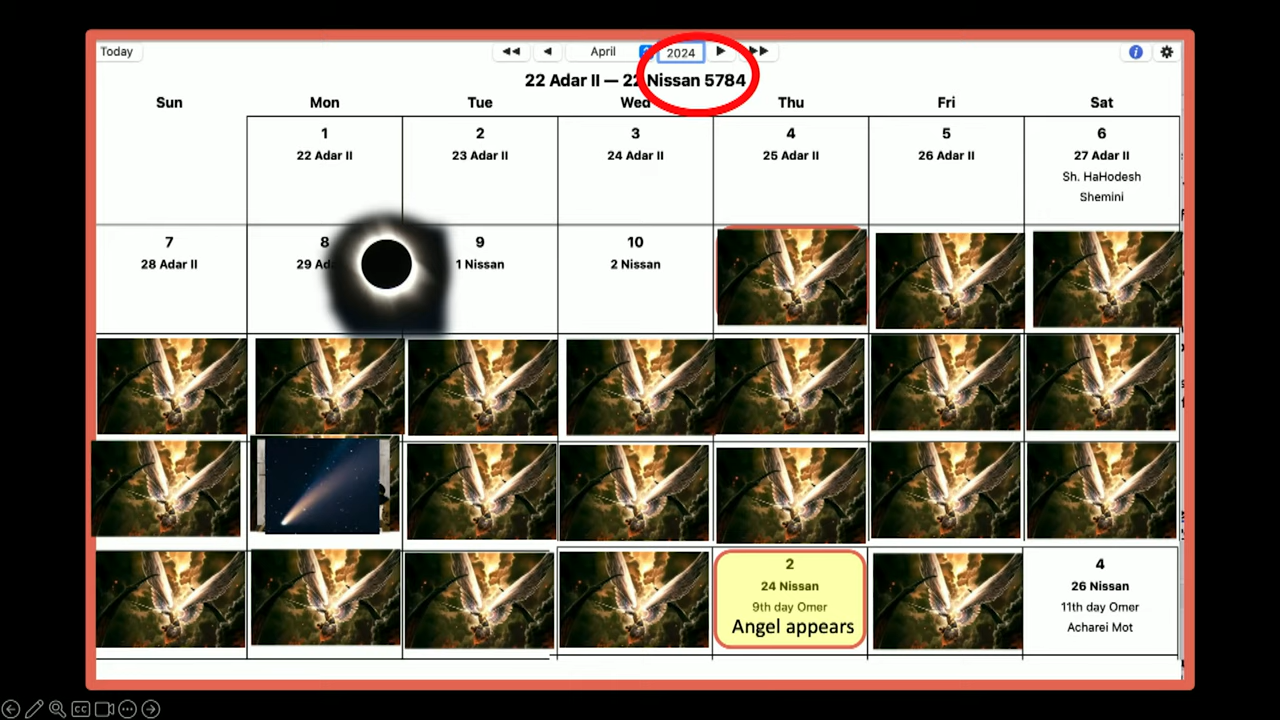 Today
April
2024
22 Adar II — 22 Nissan 5784
Sun Mon Tue Wed Thu Fri Sat
1 2 3 4 5 6
22 Adar II 23 Adar II 24 Adar II 25 Adar II 26 Adar II 27 Adar II
Sh. HaHodesh
Shemini
7 8 9 10
28 Adar II 29 1 Nissan 2 Nissan
2 4
24 Nissan 26 Nissan
9th day Omer 11th day Omer
Angel appears Acharei Mot
CC